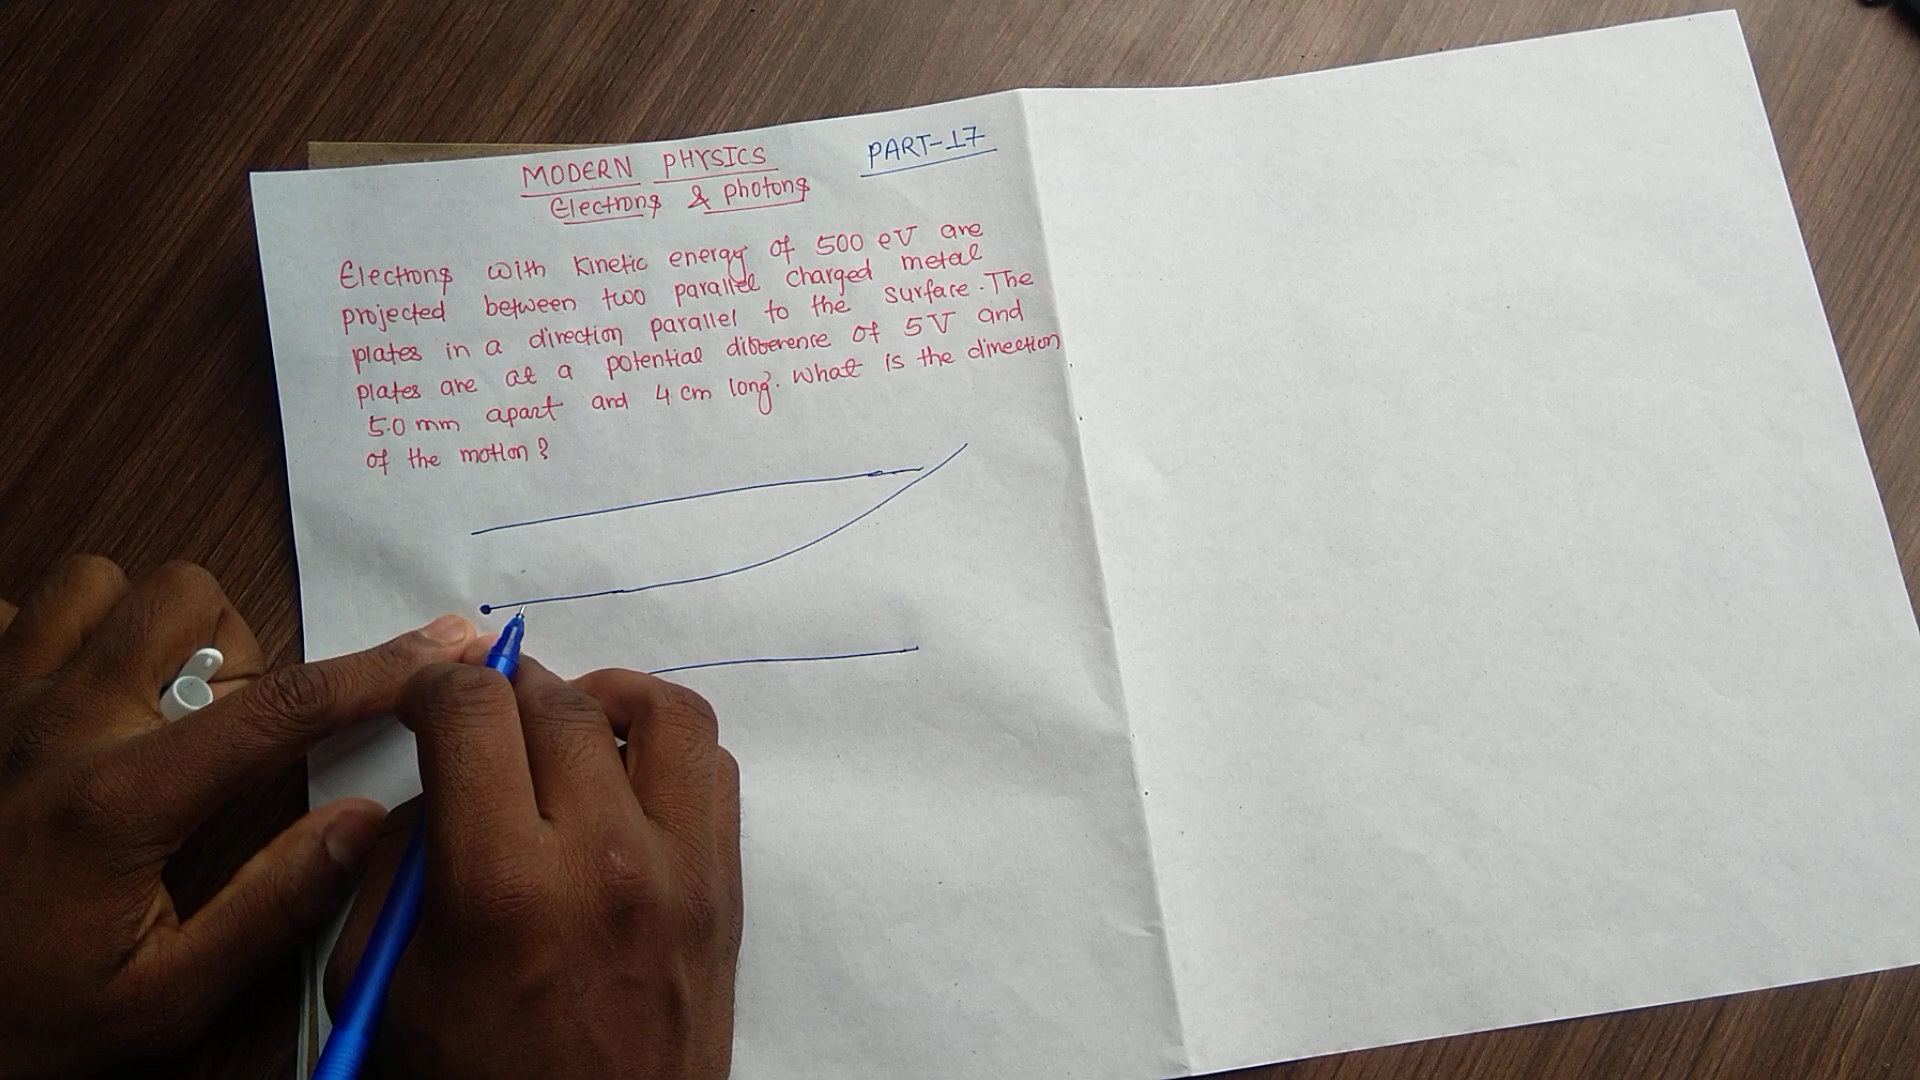 MODERN PHYSICS
PART-17
Electrons & photons
Electrons with kinetic energy of 500 eV are
projected between two parallel charged metal
plates in a direction parallel to the surface. The
plates are at a potential difference of 5V and
5.0 mm apart and 4 cm long. What is the direction
of the motion?